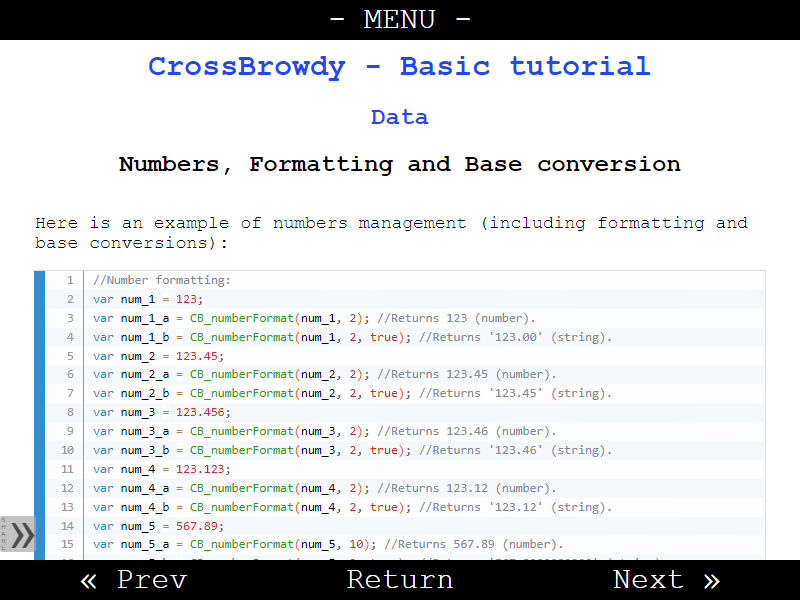 - MENU -
CrossBrowdy - Basic tutorial
Data
Numbers, Formatting and Base conversion
Here is an example of numbers management (including formatting and
base conversions):
1 //Number formatting:
2 var num_1 = 123;
3 var num_1_a = CB_numberFormat(num_1, 2); //Returns 123 (number).
4 var num_1_b = CB_numberFormat(num_1, 2, true); //Returns '123.00' (string).
5 var num_2 = 123.45;
6 var num_2_a = CB_numberFormat(num_2, 2); //Returns 123.45 (number).
7 var num_2_b = CB_numberFormat(num_2, 2, true); //Returns '123.45' (string).
8 var num_3 = 123.456;
9 var num_3_a = CB_numberFormat(num_3, 2); //Returns 123.46 (number).
10 var num_3_b = CB_numberFormat(num_3, 2, true); //Returns '123.46' (string).
11 var num_4 = 123.123;
12 var num_4_a = CB_numberFormat(num_4, 2); //Returns 123.12 (number).
13 var num_4_b = CB_numberFormat(num_4, 2, true); //Returns '123.12' (string).
14 var num_5 = 567.89;
15 var num_5_a = CB_numberFormat(num_5, 10); //Returns 567.89 (number).
SHARE »
« Prev Return Next »